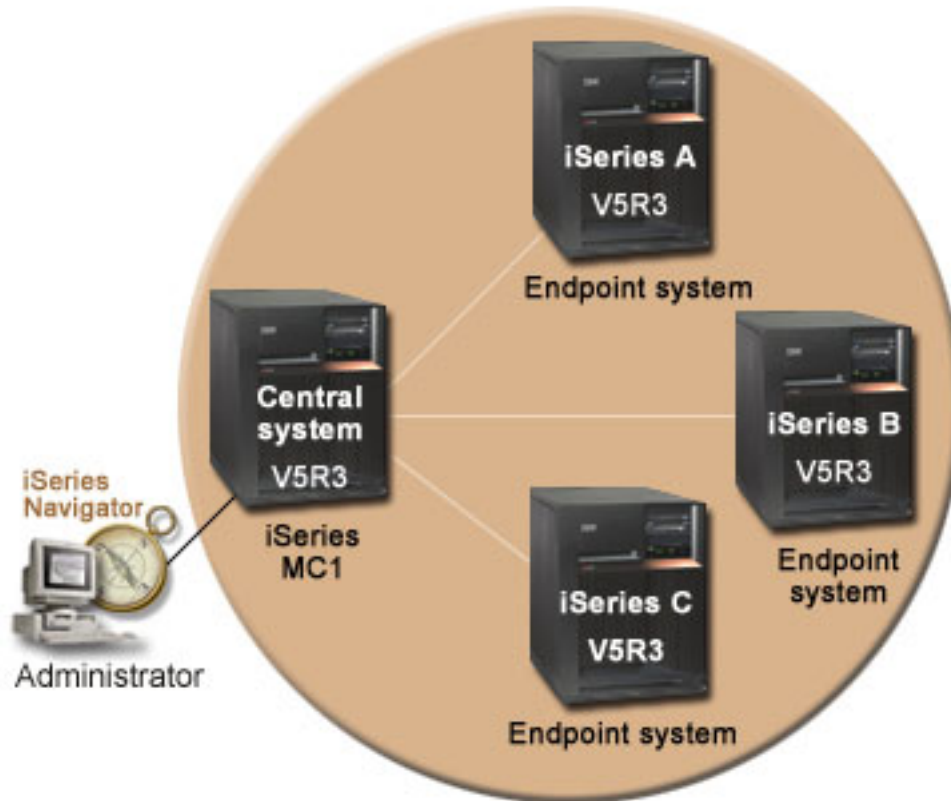 iSeries A
V5R3
Endpoint system
Central
system
V5R3
iSeries
MC1
iSeries B
V5R3
Endpoint
system
iSeries C
V5R3
Endpoint system
iSeries
Navigator
Administrator